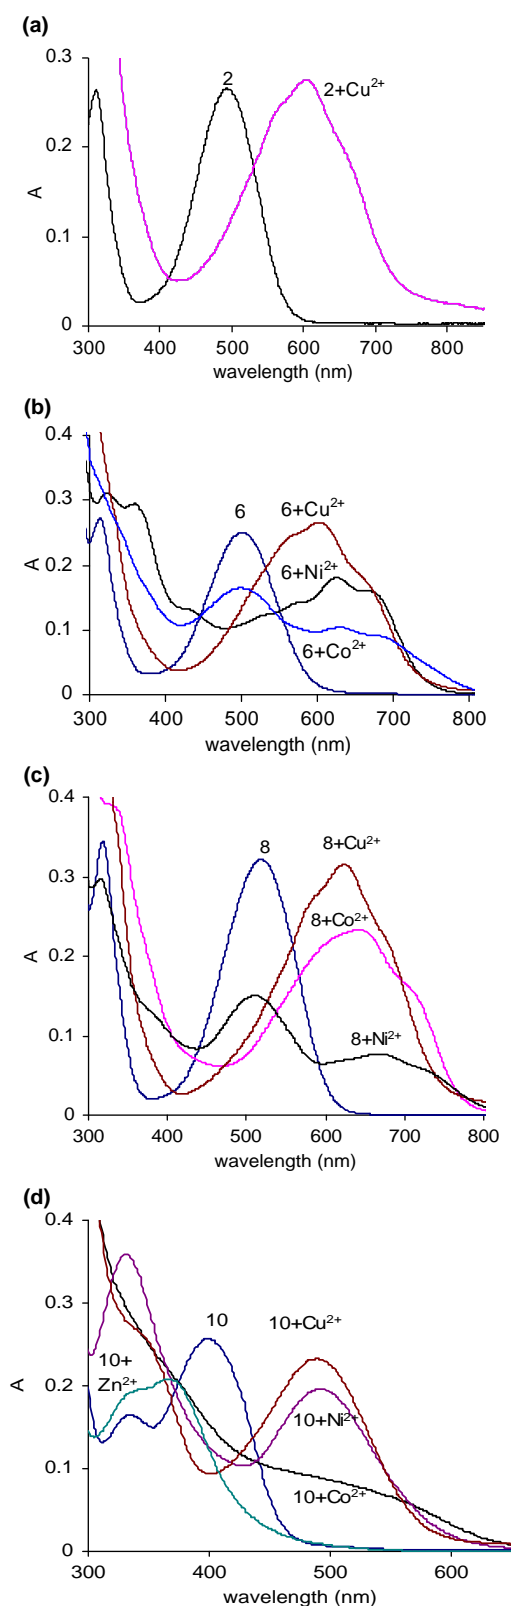 (a)
0.3
0.2
0.1
0
A
2
2+Cu²⁺
300 400 500 600 700 800
wavelength (nm)
(b)
0.4
0.3
0.2
0.1
0
A
6
6+Cu²⁺
6+Ni²⁺
6+Co²⁺
300 400 500 600 700 800
wavelength (nm)
(c)
0.4
0.3
0.2
0.1
0
A
8
8+Cu²⁺
8+Co²⁺
8+Ni²⁺
300 400 500 600 700 800
wavelength (nm)
(d)
0.4
0.3
0.2
0.1
0
A
10+
Zn²⁺
10
10+Cu²⁺
10+Ni²⁺
10+Co²⁺
300 400 500 600
wavelength (nm)